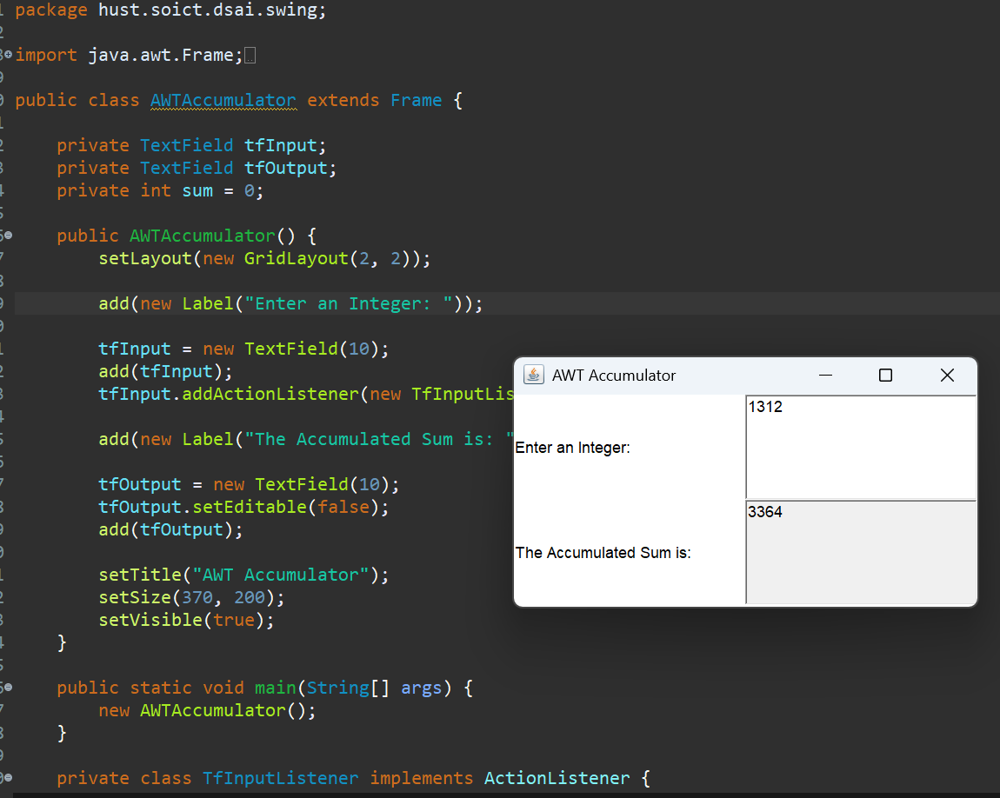 package hust.soict.dsai.swing;
import java.awt.Frame;
public class AWTAccumulator extends Frame {
private TextField tfInput;
private TextField tfOutput;
private int sum = 0;
public AWTAccumulator() {
setLayout(new GridLayout(2, 2));
add(new Label("Enter an Integer: "));
tfInput = new TextField(10);
add(tfInput);
tfInput.addActionListener(new TfInputLis
add(new Label("The Accumulated Sum is: "
tfOutput = new TextField(10);
tfOutput.setEditable(false);
add(tfOutput);
setTitle("AWT Accumulator");
setSize(370, 200);
setVisible(true);
}
public static void main(String[] args) {
new AWTAccumulator();
}
private class TfInputListener implements ActionListener {
AWT Accumulator
Enter an Integer:
1312
The Accumulated Sum is:
3364